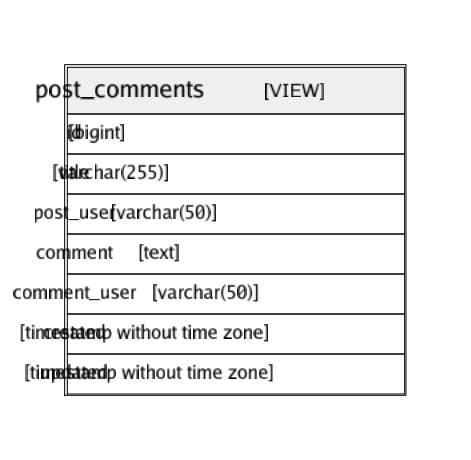 post_comments [VIEW]
id [bigint]
title [varchar(255)]
post_user [varchar(50)]
comment [text]
comment_user [varchar(50)]
created [timestamp without time zone]
updated [timestamp without time zone]